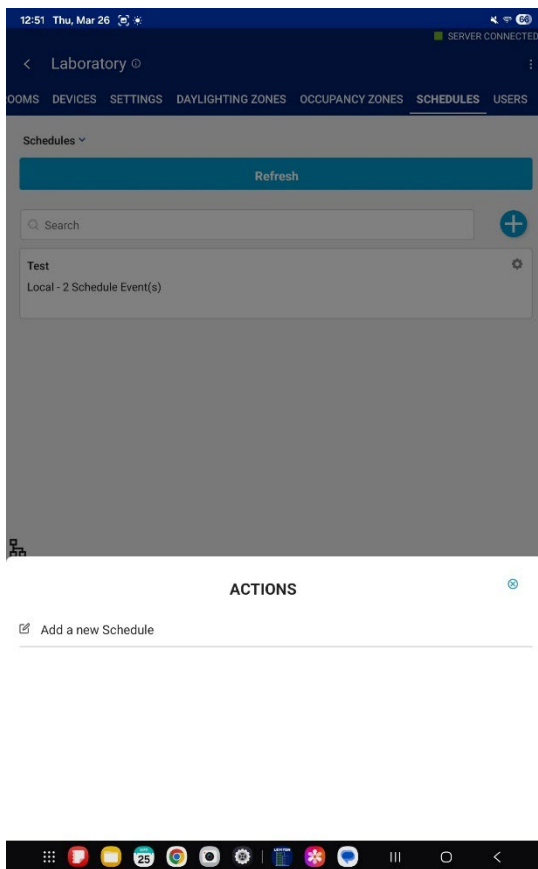 12:51 Thu, Mar 26 66
SERVER CONNECTED
Laboratory
OOMS DEVICES SETTINGS DAYLIGHTING ZONES OCCUPANCY ZONES SCHEDULES USERS
Schedules
Refresh
Search
Test
Local - 2 Schedule Event(s)
ACTIONS
Add a new Schedule
25